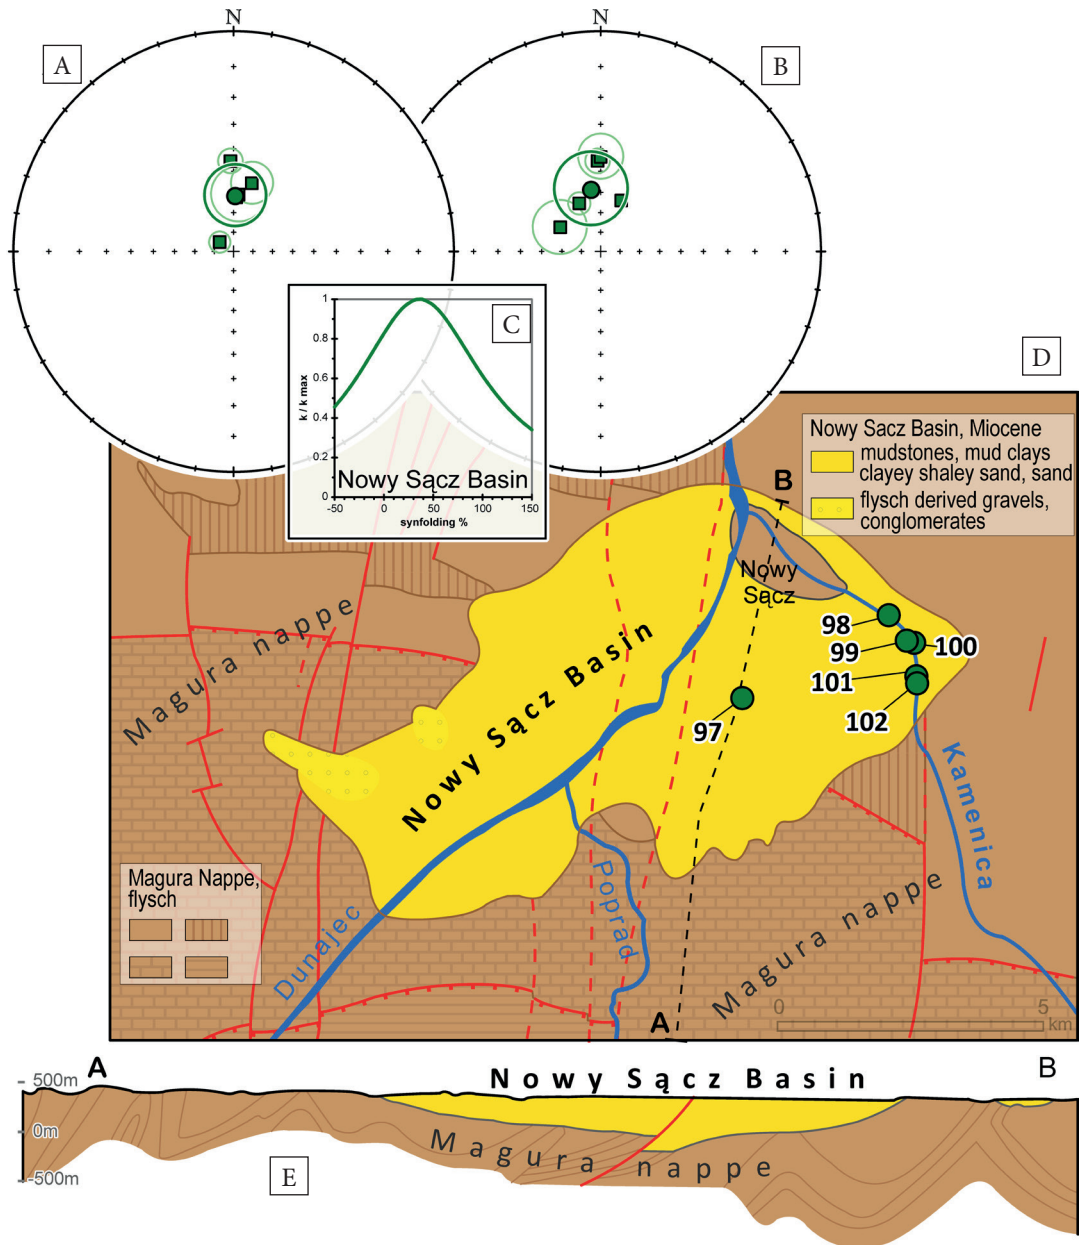 N
N
A
B
C
1
0.8
0.6
0.4
0.2
0
k / k max
Nowy Sącz Basin
-50
0
50
100
150
synfolding %
D
Nowy Sacz Basin, Miocene
mudstones, mud clays
clayey shaley sand, sand
flysch derived gravels,
conglomerates
B
Nowy
Sącz
98
99
100
101
102
97
Magura nappe
Nowy Sącz Basin
Kamenica
Magura Nappe,
flysch
Dunajec
Poprad
Magura nappe
A
0
5
km
A
Nowy Sącz Basin
B
500m
0m
-500m
Magura nappe
E